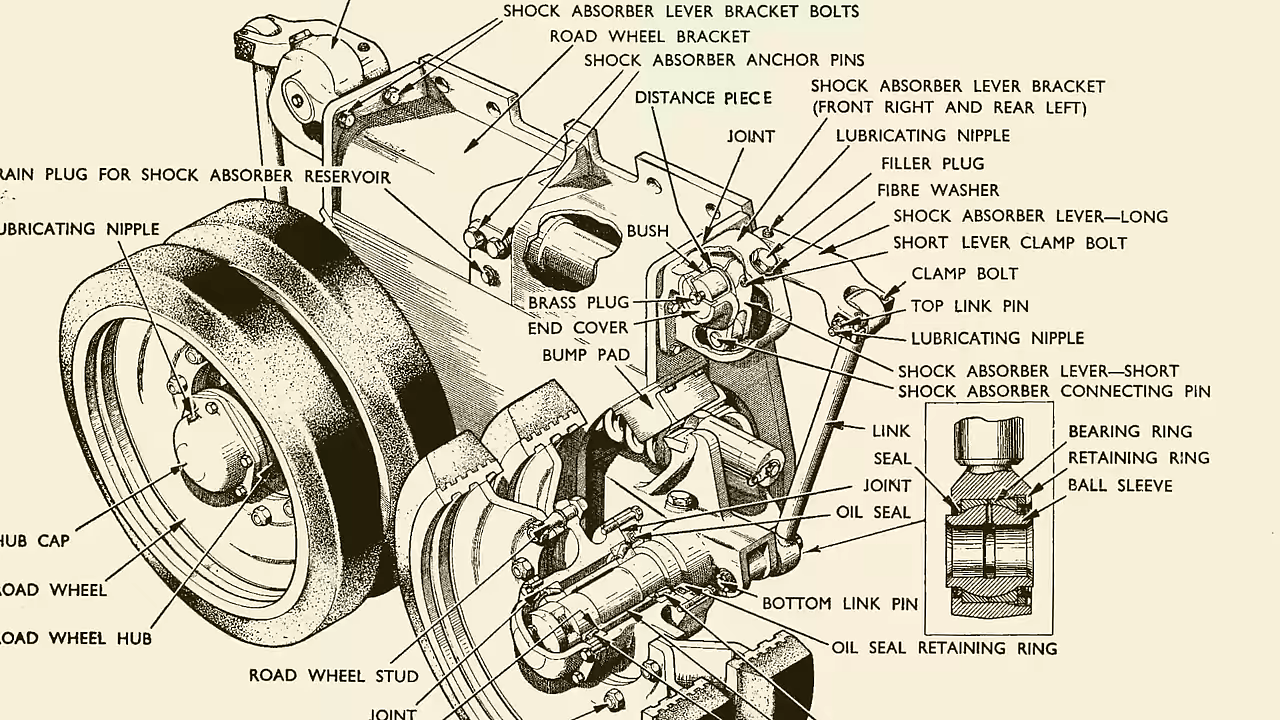 SHOCK ABSORBER LEVER BRACKET BOLTS
ROAD WHEEL BRACKET
SHOCK ABSORBER ANCHOR PINS
DISTANCE PIECE
SHOCK ABSORBER LEVER BRACKET
(FRONT RIGHT AND REAR LEFT)
JOINT
LUBRICATING NIPPLE
FILLER PLUG
RAIN PLUG FOR SHOCK ABSORBER RESERVOIR
FIBRE WASHER
SHOCK ABSORBER LEVER—LONG
UBRICATING NIPPLE
BUSH
SHORT LEVER CLAMP BOLT
CLAMP BOLT
BRASS PLUG
TOP LINK PIN
END COVER
LUBRICATING NIPPLE
BUMP PAD
SHOCK ABSORBER LEVER—SHORT
SHOCK ABSORBER CONNECTING PIN
LINK
BEARING RING
SEAL
RETAINING RING
JOINT
BALL SLEEVE
OIL SEAL
HUB CAP
OAD WHEEL
BOTTOM LINK PIN
OAD WHEEL HUB
OIL SEAL RETAINING RING
ROAD WHEEL STUD
JOINT